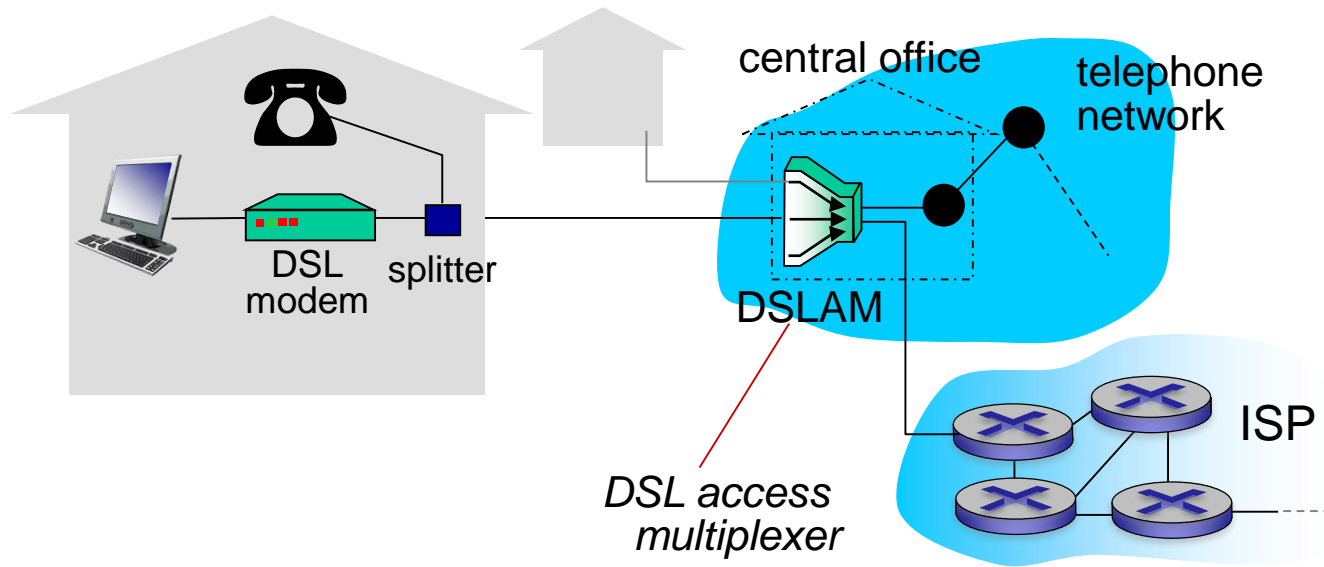 central office
telephone
network
DSL
modem
splitter
DSLAM
ISP
DSL access
multiplexer